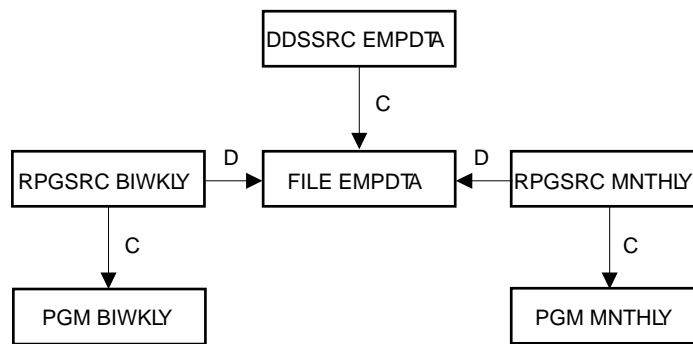 DDSSRC EMPDTA
C
RPGSRC BIWKLY
D
FILE EMPDTA
D
RPGSRC MNTHLY
C
C
PGM BIWKLY
PGM MNTHLY